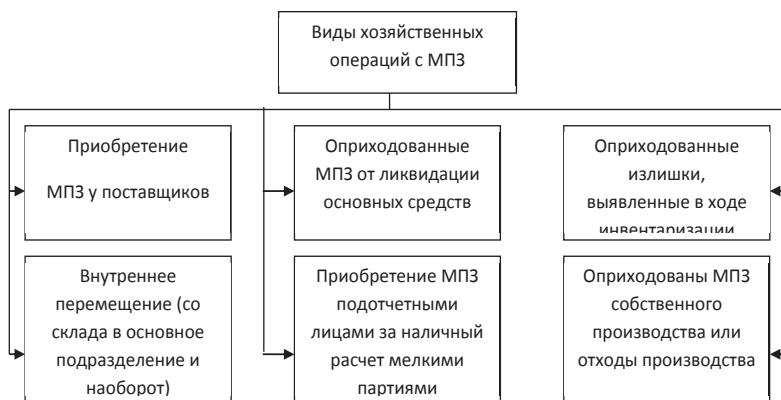 Виды хозяйственных
операций с МПЗ
Приобретение
МПЗ у поставщиков
Оприходованные
МПЗ от ликвидации
основных средств
Оприходованные
излишки,
выявленные в ходе
инвентаризации
Внутреннее
перемещение (со
склада в основное
подразделение и
наоборот)
Приобретение МПЗ
подотчетными
лицами за наличный
расчет мелкими
партиями
Оприходованы МПЗ
собственного
производства или
отходы производства